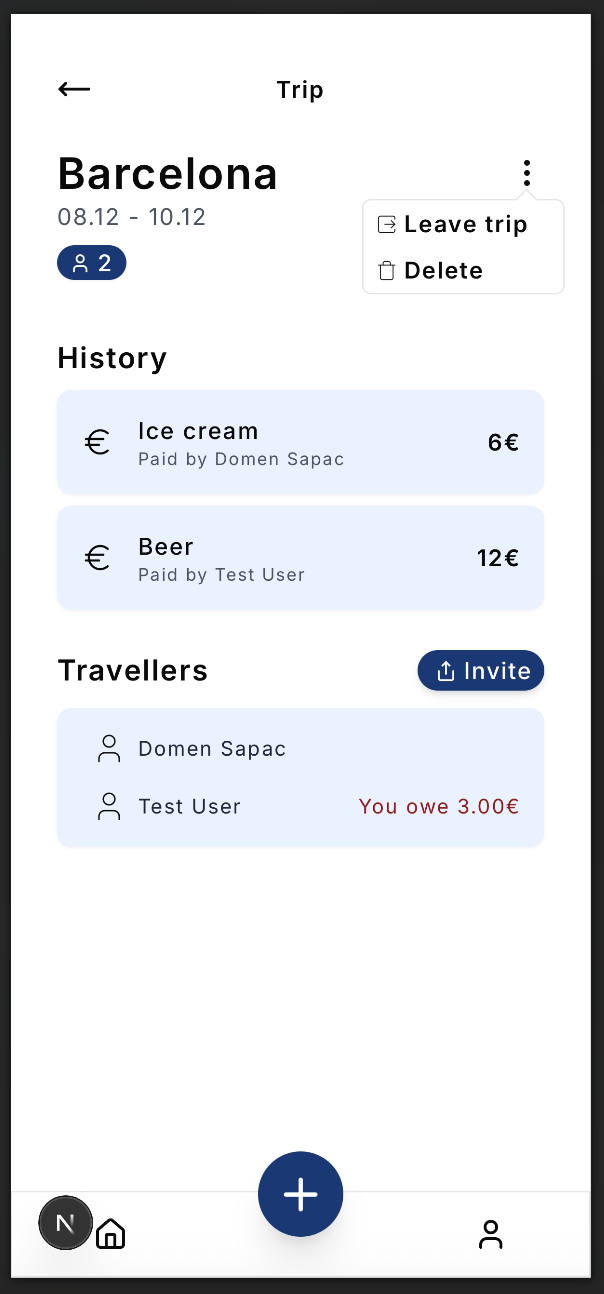 Trip
Barcelona
08.12 - 10.12
2
Leave trip
Delete
History
Ice cream
Paid by Domen Sapac
6€
Beer
Paid by Test User
12€
Travellers
Invite
Domen Sapac
Test User
You owe 3.00€
N